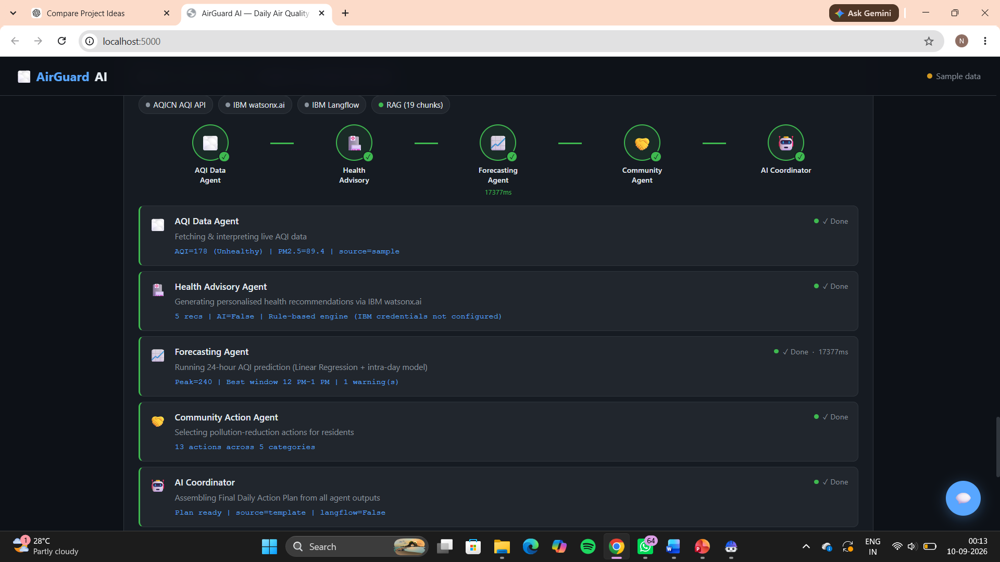 Compare Project Ideas
AirGuard AI — Daily Air Quality
Ask Gemini
localhost:5000
N
AirGuard AI
Sample data
AQICN AQI API
IBM watsonx.ai
IBM Langflow
RAG (19 chunks)
AQI Data
Agent
Health
Advisory
Forecasting
Agent
17377ms
Community
Agent
AI Coordinator
AQI Data Agent
✓ Done
Fetching & interpreting live AQI data
AQI=178 (Unhealthy) | PM2.5=89.4 | source=sample
Health Advisory Agent
✓ Done
Generating personalised health recommendations via IBM watsonx.ai
5 recs | AI=False | Rule-based engine (IBM credentials not configured)
Forecasting Agent
✓ Done · 17377ms
Running 24-hour AQI prediction (Linear Regression + intra-day model)
Peak=240 | Best window 12 PM–1 PM | 1 warning(s)
Community Action Agent
✓ Done
Selecting pollution-reduction actions for residents
13 actions across 5 categories
AI Coordinator
✓ Done
Assembling Final Daily Action Plan from all agent outputs
Plan ready | source=template | langflow=False
1
28°C
Partly cloudy
Search
64
W
P
ENG
IN
00:13
10-09-2026